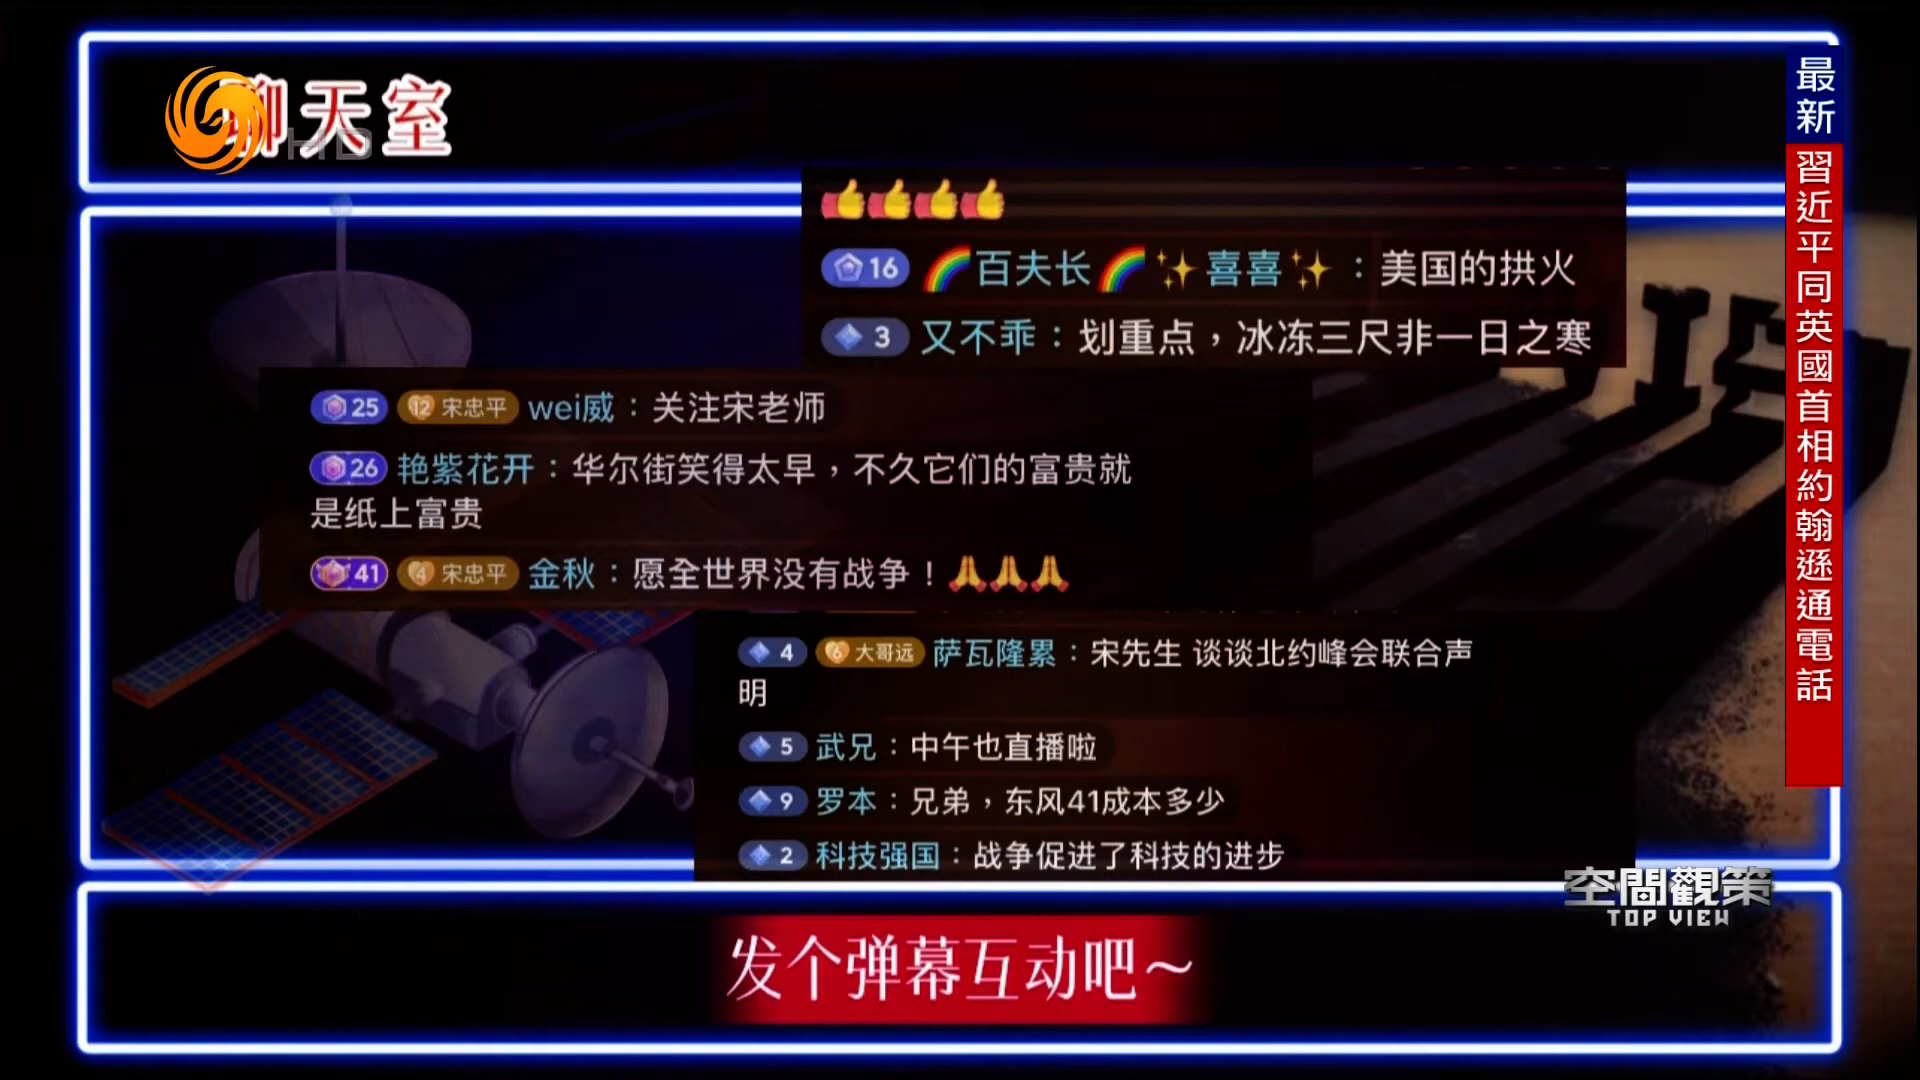 聊天室
HD
16 百夫长 喜喜：美国的拱火
3 又不乖：划重点，冰冻三尺非一日之寒
25 12 宋忠平 wei威：关注宋老师
26 艳紫花开：华尔街笑得太早，不久它们的富贵就
是纸上富贵
41 4 宋忠平 金秋：愿全世界没有战争！🙏🙏🙏
4 6 大哥远 萨瓦隆累：宋先生 谈谈北约峰会联合声
明
5 武兄：中午也直播啦
9 罗本：兄弟，东风41成本多少
2 科技强国：战争促进了科技的进步
空間觀策
TOP VIEW
发个弹幕互动吧～
最新
習近平同英國首相約翰遜通電話